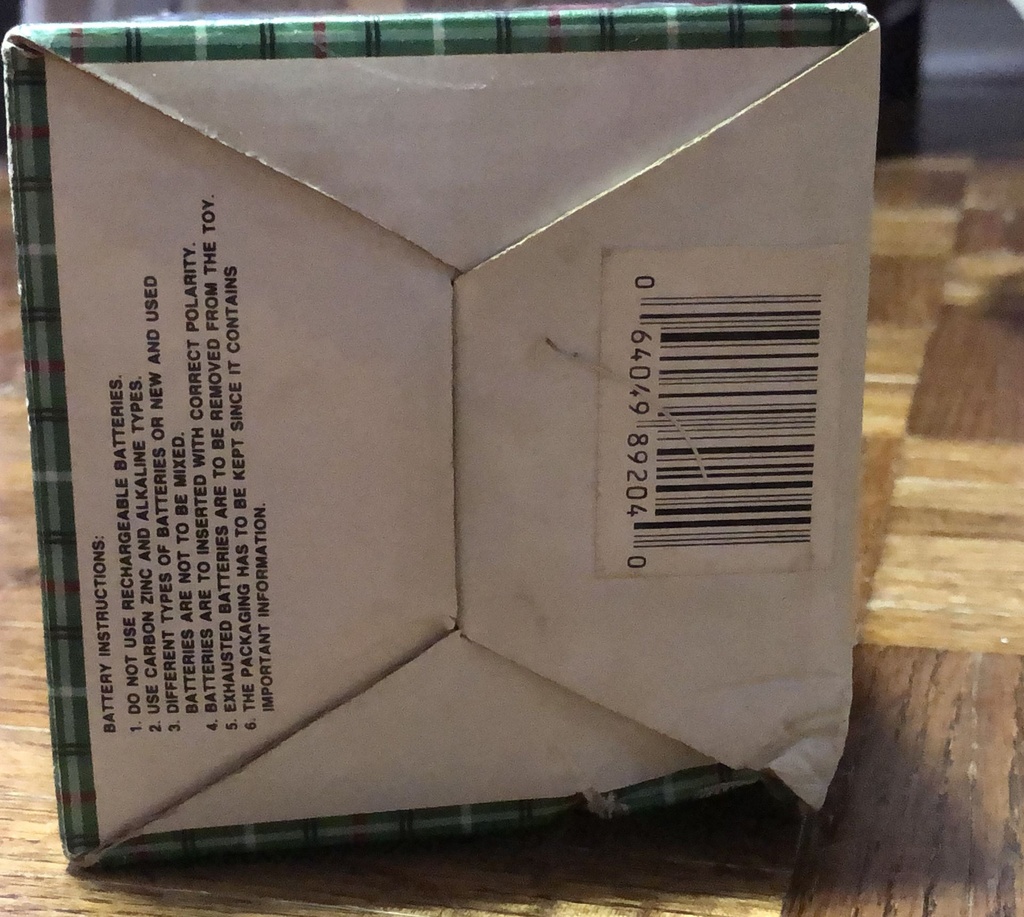 BATTERY INSTRUCTIONS:
1. DO NOT USE RECHARGEABLE BATTERIES.
2. USE CARBON ZINC AND ALKALINE TYPES.
3. DIFFERENT TYPES OF BATTERIES OR NEW AND USED
BATTERIES ARE NOT TO BE MIXED.
4. BATTERIES ARE TO INSERTED WITH CORRECT POLARITY.
5. EXHAUSTED BATTERIES ARE TO BE REMOVED FROM THE TOY.
6. THE PACKAGING HAS TO BE KEPT SINCE IT CONTAINS
IMPORTANT INFORMATION.
0 64049 89204 0